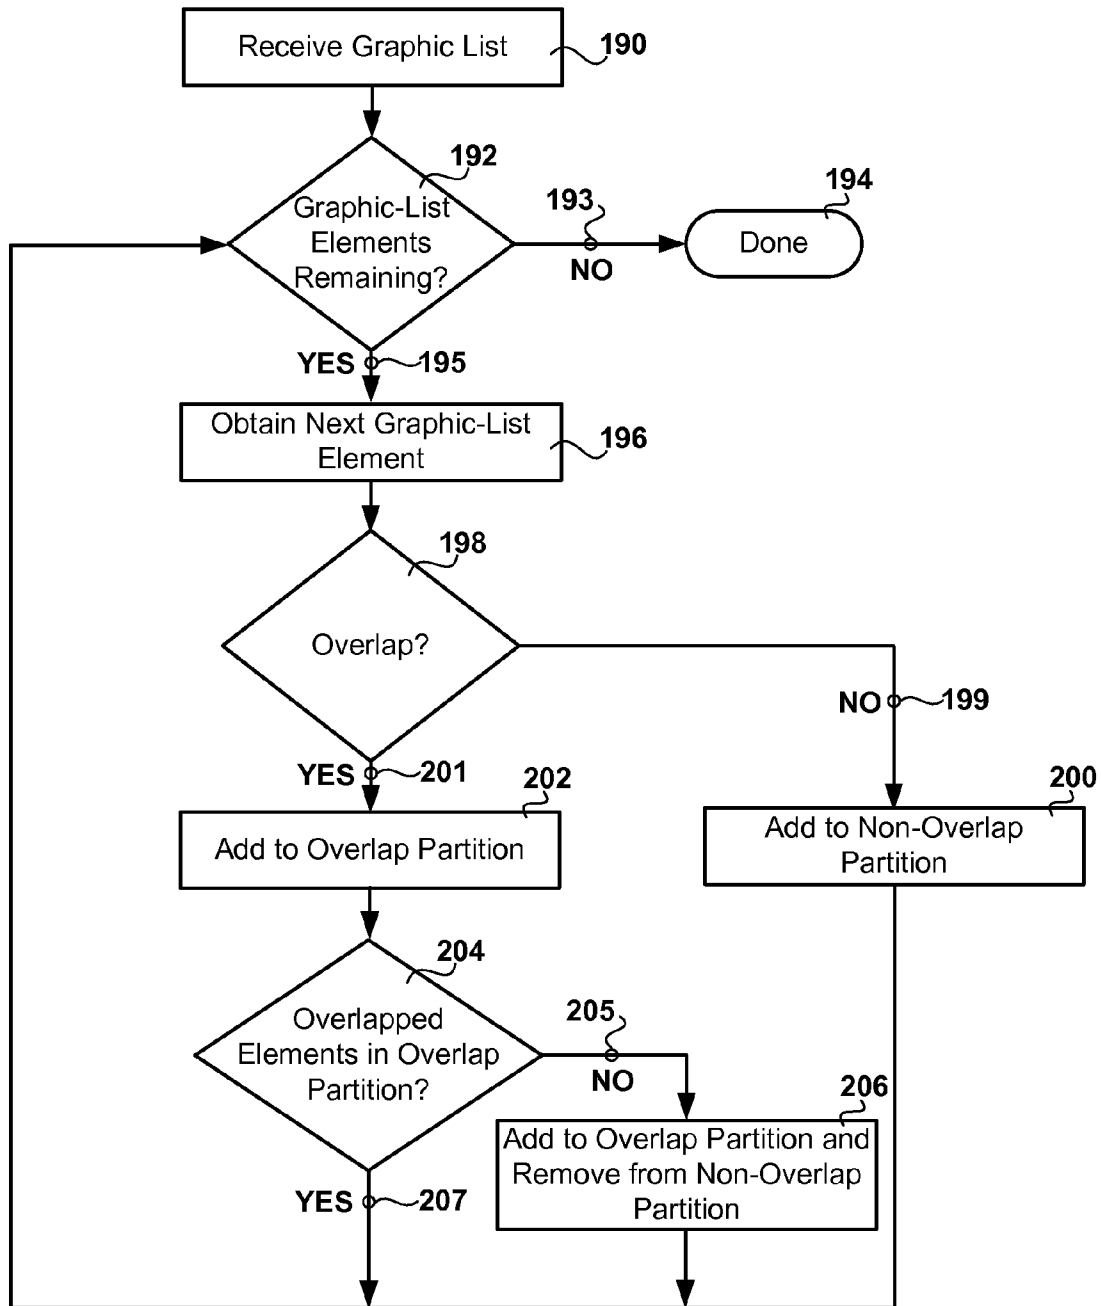 Receive Graphic List
190
192
Graphic-List
Elements
Remaining?
193
NO
194
Done
YES
195
Obtain Next Graphic-List
Element
196
198
Overlap?
NO
199
YES
201
202
Add to Overlap Partition
200
Add to Non-Overlap
Partition
204
Overlapped
Elements in Overlap
Partition?
205
NO
206
Add to Overlap Partition and
Remove from Non-Overlap
Partition
YES
207